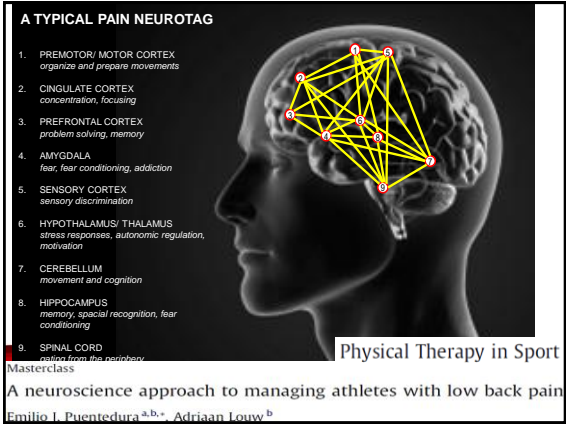 A TYPICAL PAIN NEUROTAG
1. PREMOTOR/ MOTOR CORTEX
organize and prepare movements
2. CINGULATE CORTEX
concentration, focusing
3. PREFRONTAL CORTEX
problem solving, memory
4. AMYGDALA
fear, fear conditioning, addiction
5. SENSORY CORTEX
sensory discrimination
6. HYPOTHALAMUS/ THALAMUS
stress responses, autonomic regulation,
motivation
7. CEREBELLUM
movement and cognition
8. HIPPOCAMPUS
memory, spacial recognition, fear
conditioning
9. SPINAL CORD
gating from the periphery
1
5
2
3
6
4
8
7
9
Physical Therapy in Sport
Masterclass
A neuroscience approach to managing athletes with low back pain
Emilio J. Puentedura a,b,*, Adriaan Louw b